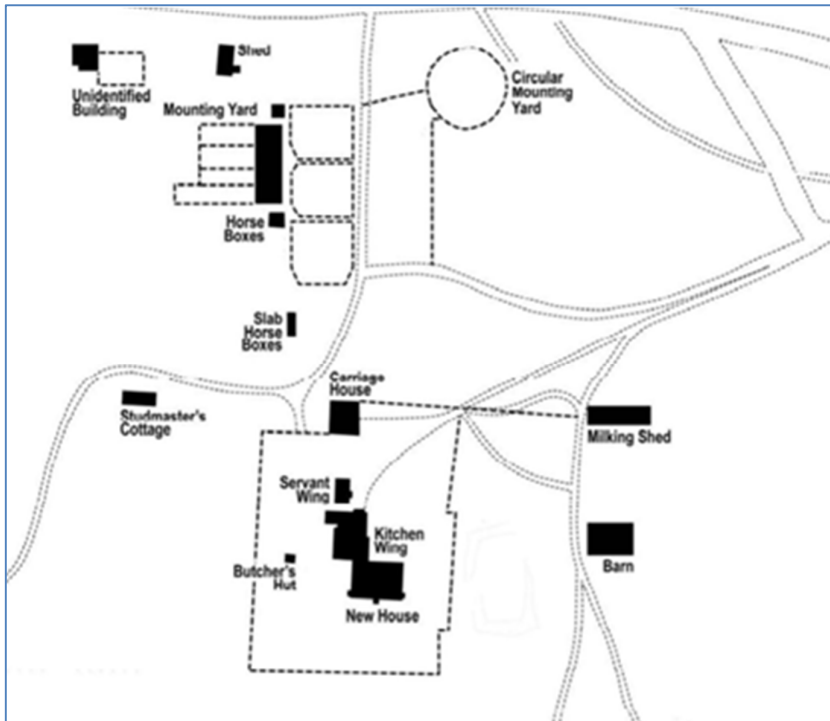 Shed
Unidentified
Building
Mounting Yard
Circular
Mounting
Yard
Horse
Boxes
Slab
Horse
Boxes
Carriage
House
Studmaster's
Cottage
Milking Shed
Servant
Wing
Kitchen
Wing
Butcher's
Hut
Barn
New House